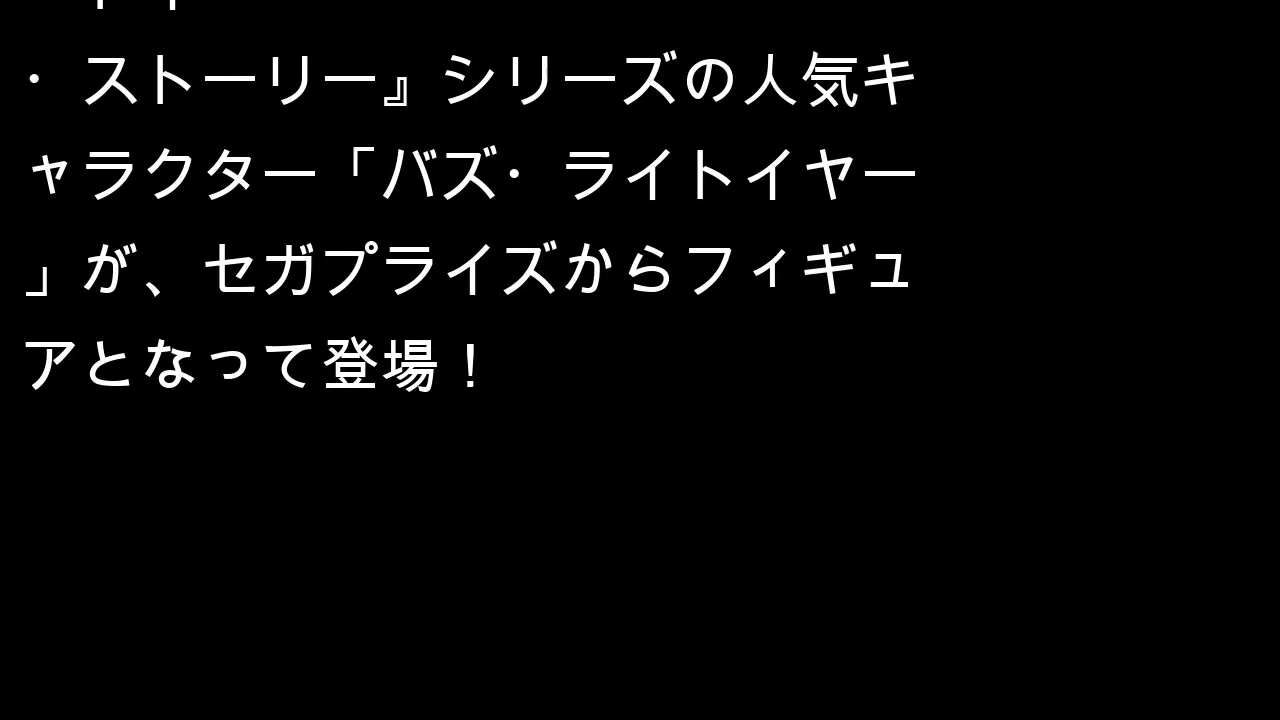 ・ストーリー』シリーズの人気キ
ャラクター「バズ・ライトイヤー
」が、セガプライズからフィギュ
アとなって登場！